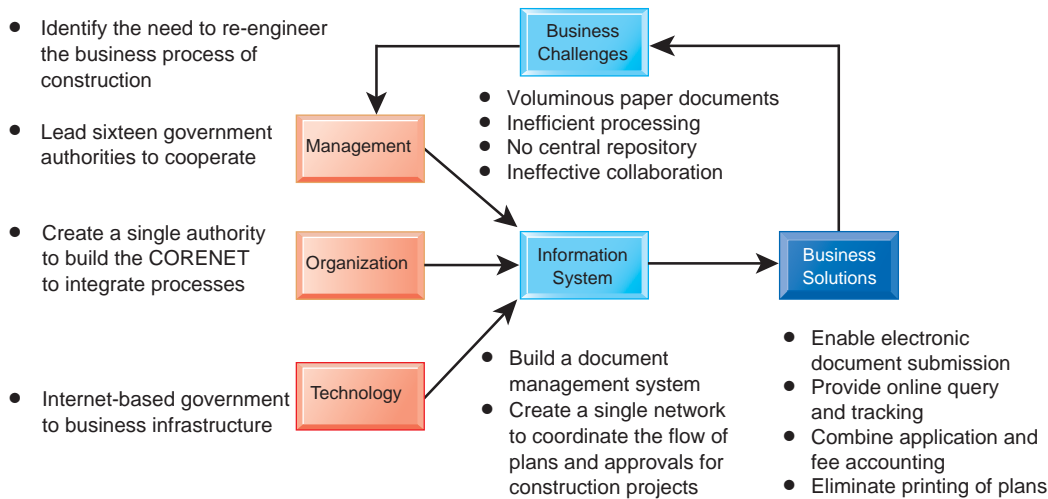 • Identify the need to re-engineer
the business process of
construction
• Lead sixteen government
authorities to cooperate
• Create a single authority
to build the CORENET
to integrate processes
• Internet-based government
to business infrastructure
Management
Organization
Technology
Business
Challenges
• Voluminous paper documents
• Inefficient processing
• No central repository
• Ineffective collaboration
Information
System
• Build a document
management system
• Create a single network
to coordinate the flow of
plans and approvals for
construction projects
Business
Solutions
• Enable electronic
document submission
• Provide online query
and tracking
• Combine application and
fee accounting
• Eliminate printing of plans